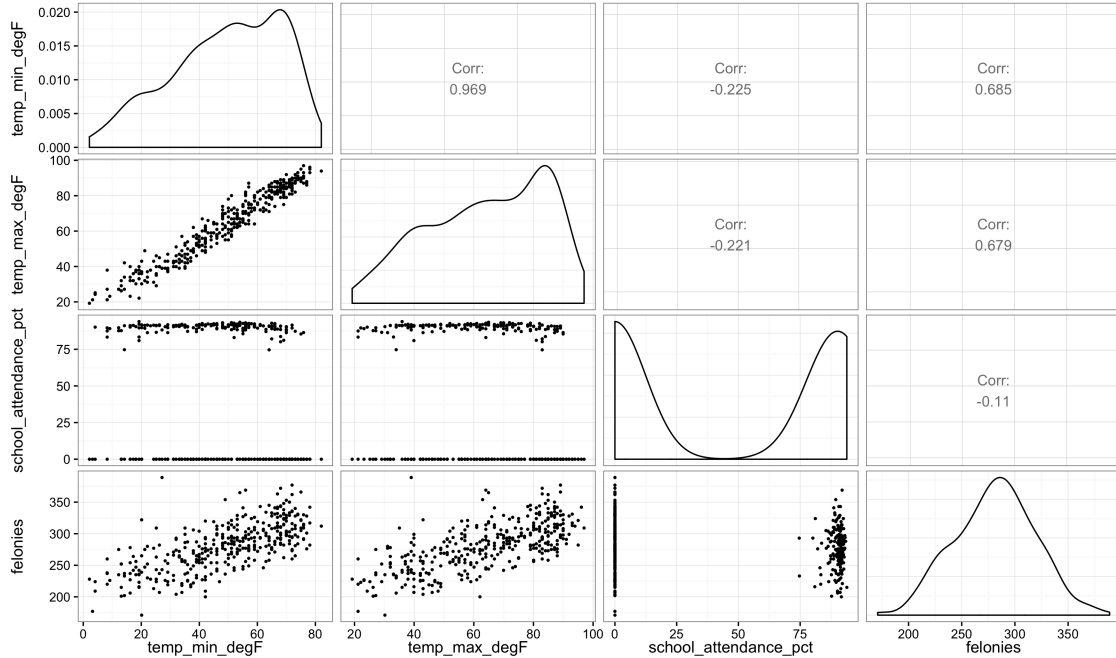 temp_min_degF
0.020
0.015
0.010
0.005
0.000
Corr:
0.969
Corr:
-0.225
Corr:
0.685
temp_max_degF
100
80
60
40
20
Corr:
-0.221
Corr:
0.679
school_attendance_pct
75
50
25
0
Corr:
-0.11
felonies
350
300
250
200
0 20 40 60 80
20 40 60 80 100
0 25 50 75
200 250 300 350
temp_min_degF
temp_max_degF
school_attendance_pct
felonies